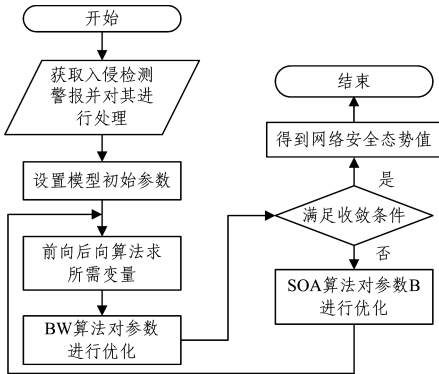 开始
获取入侵检测
警报并对其进
行处理
设置模型初始参数
前向后向算法求
所需变量
BW算法对参数
进行优化
结束
得到网络安全态势值
是
满足收敛条件
否
SOA算法对参数B
进行优化